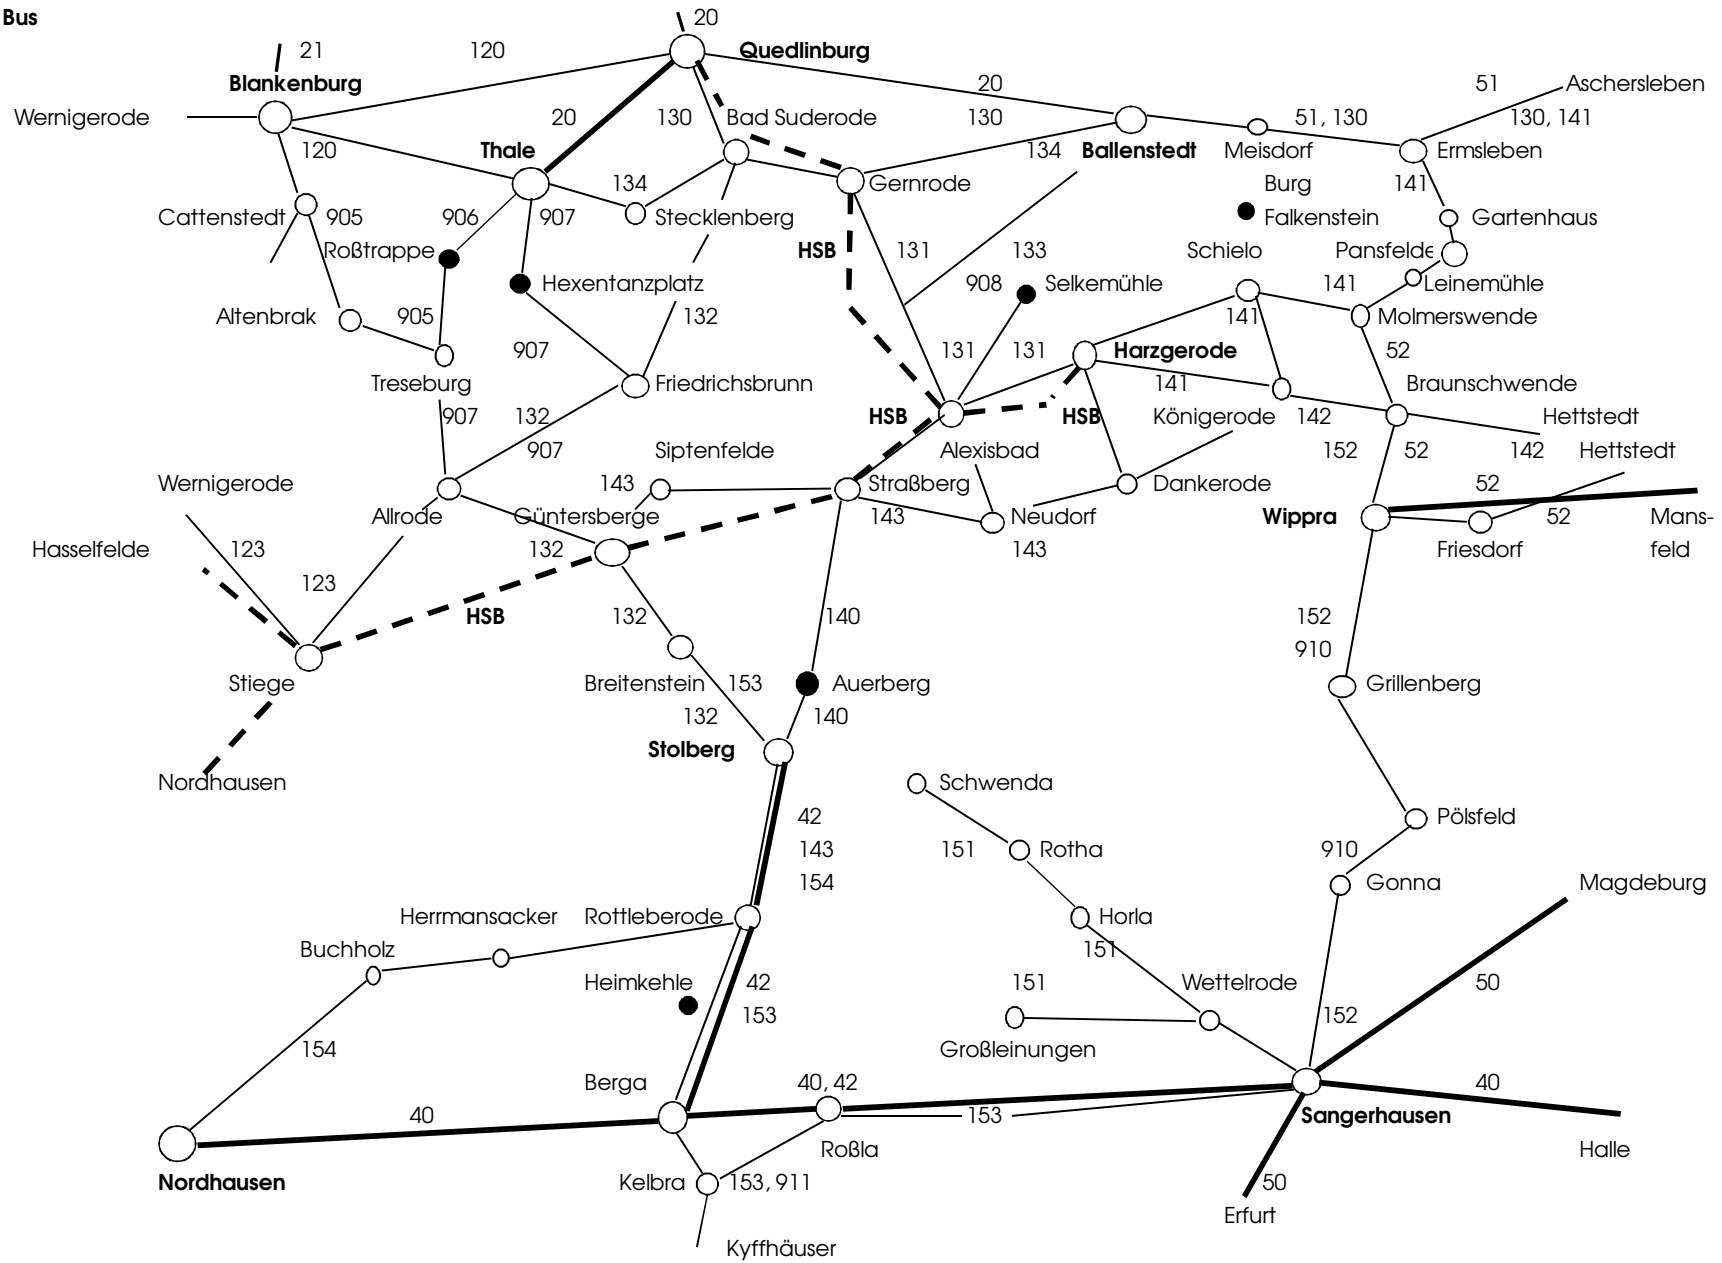 Bus
20
21
120
Quedlinburg
Blankenburg
20
51
Aschersleben
Wernigerode
20
130
Bad Suderode
130
51, 130
130, 141
120
Thale
134
Ballenstedt
Meisdorf
Ermsleben
134
Gernrode
Burg
141
Cattenstedt
905
906
907
Stecklenberg
Falkenstein
Gartenhaus
Roßtrappe
HSB
131
133
Schielo
Pansfelde
Hexentanzplatz
908
Selkemühle
141
Leinemühle
Altenbrak
905
132
141
Molmerswende
907
131
131
Harzgerode
52
Treseburg
Friedrichsbrunn
141
Braunschwende
907
132
HSB
HSB
Königerode
142
Hettstedt
907
Siptenfelde
Alexisbad
152
52
142
Hettstedt
Wernigerode
143
Straßberg
Dankerode
52
Allrode
Güntersberge
143
Neudorf
Wippra
52
Mans-
Hasselfelde
123
132
143
Friesdorf
feld
123
HSB
132
140
152
910
Stiege
Breitenstein
153
Auerberg
Grillenberg
132
140
Stolberg
Nordhausen
Schwenda
42
Pölsfeld
143
151
Rotha
910
154
Gonna
Magdeburg
Herrmansacker
Rottleberode
Horla
Buchholz
151
Heimkehle
42
151
Wettelrode
50
153
152
154
Großleinungen
Berga
40, 42
40
40
153
Sangerhausen
Roßla
Halle
Nordhausen
Kelbra
153, 911
50
Erfurt
Kyffhäuser